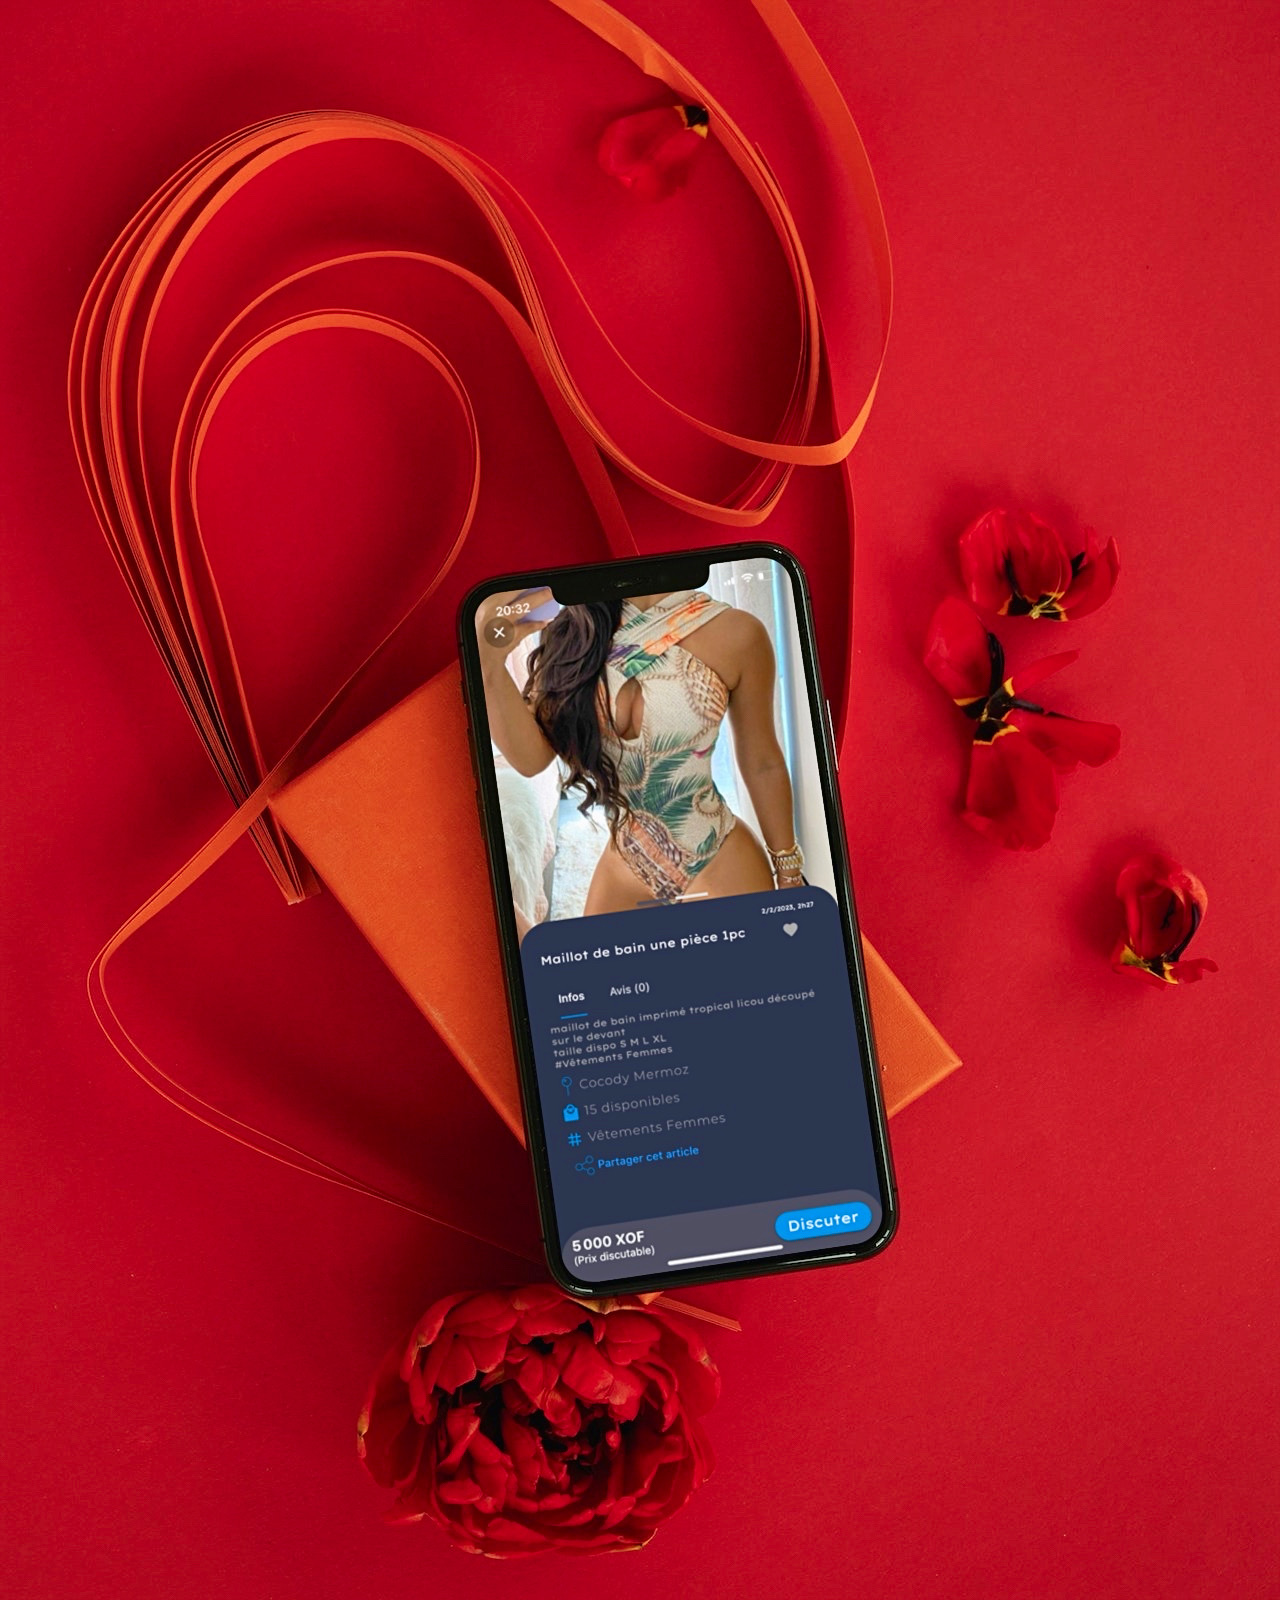 20:32
2/2/2023, 2h27
Maillot de bain une pièce 1pc
Infos
Avis (0)
maillot de bain imprimé tropical licou découpé
sur le devant
taille dispo S M L XL
#Vêtements Femmes
Cocody Mermoz
15 disponibles
Vêtements Femmes
Partager cet article
5 000 XOF
(Prix discutable)
Discuter